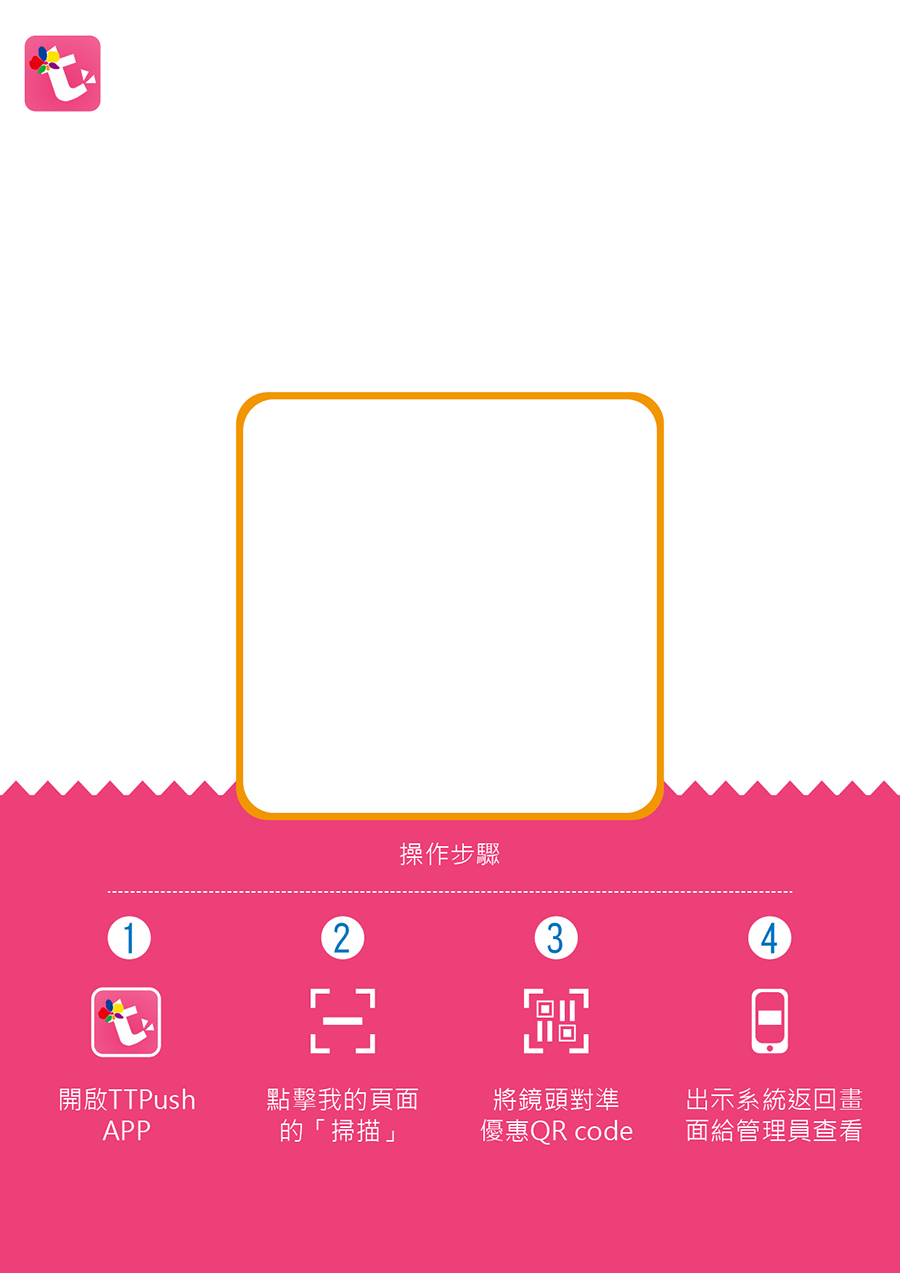 操作步驟
1
2
3
4
開啟TTPush
APP
點擊我的頁面
的「掃描」
將鏡頭對準
優惠QR code
出示系統返回畫
面給管理員查看